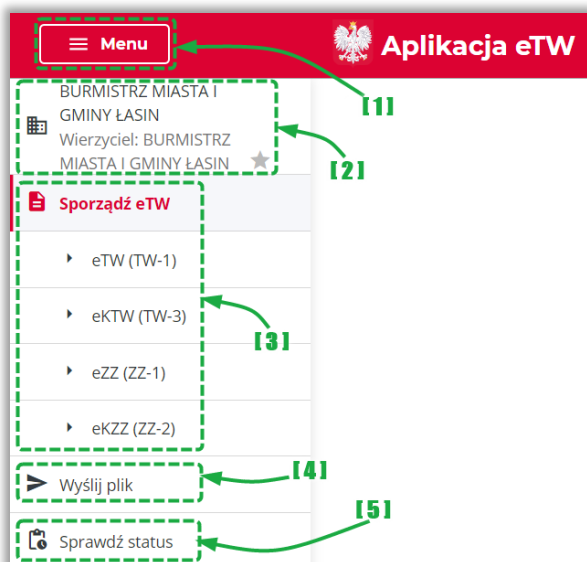 Menu
Aplikacja eTW
[1]
BURMISTRZ MIASTA I
GMINY ŁASIN
Wierzyciel: BURMISTRZ
MIASTA I GMINY ŁASIN
[2]
Sporządź eTW
eTW (TW-1)
eKTW (TW-3)
[3]
eZZ (ZZ-1)
eKZZ (ZZ-2)
[4]
Wyślij plik
[5]
Sprawdź status